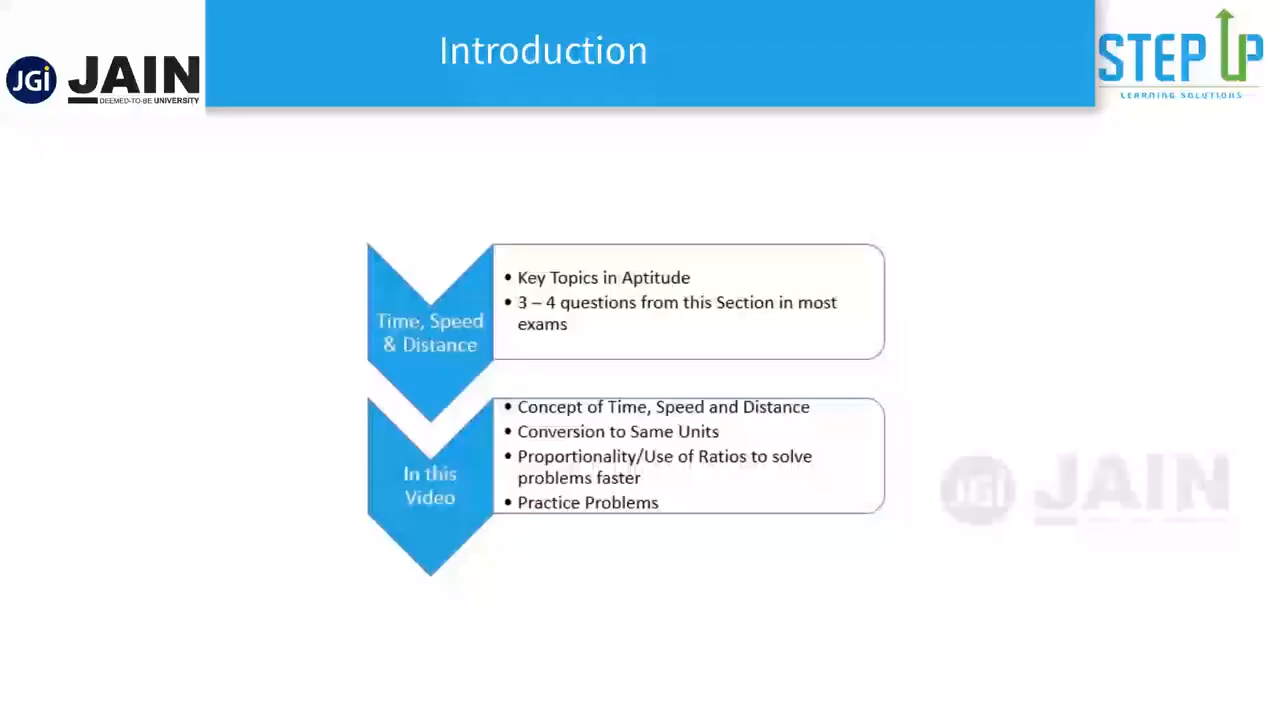 Introduction
JGi JAIN
DEEMED-TO-BE UNIVERSITY
STEP UP
LEARNING SOLUTIONS
Time, Speed
& Distance
• Key Topics in Aptitude
• 3 – 4 questions from this Section in most
exams
In this
Video
• Concept of Time, Speed and Distance
• Conversion to Same Units
• Proportionality/Use of Ratios to solve
problems faster
• Practice Problems
JGi JAIN